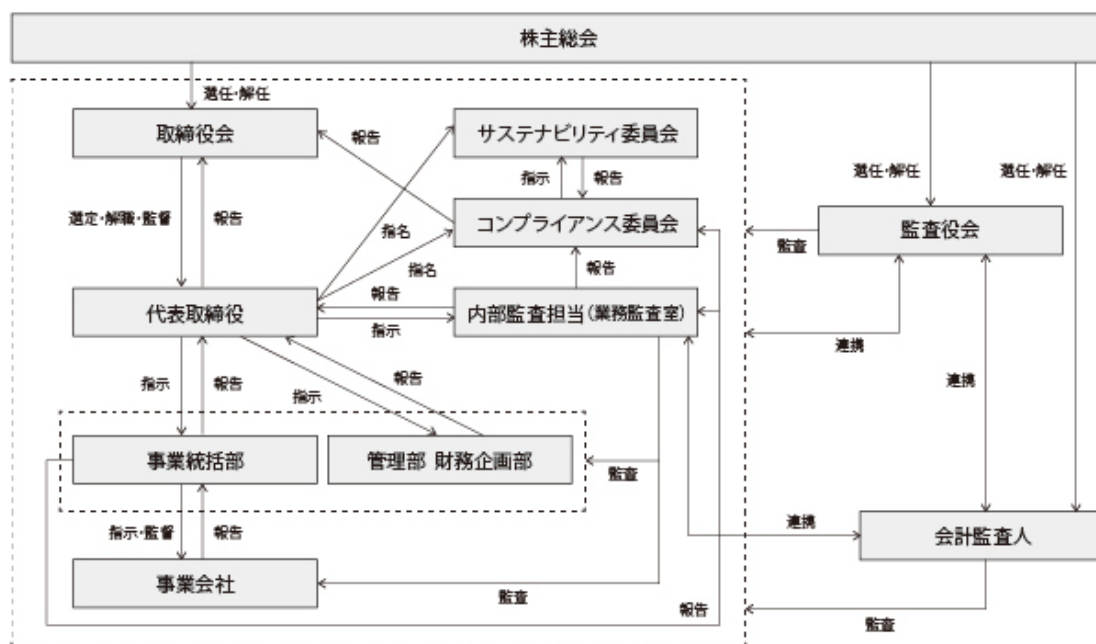 株主総会
選任・解任
取締役会
報告
サステナビリティ委員会
指示
報告
選任・解任
選任・解任
選定・解職・監督
報告
指名
コンプライアンス委員会
監査役会
監査
指名
報告
報告
代表取締役
内部監査担当(業務監査室)
指示
連携
連携
指示
報告
指示
報告
事業統括部
管理部 財務企画部
監査
指示・監督
報告
連携
会計監査人
事業会社
監査
報告
監査